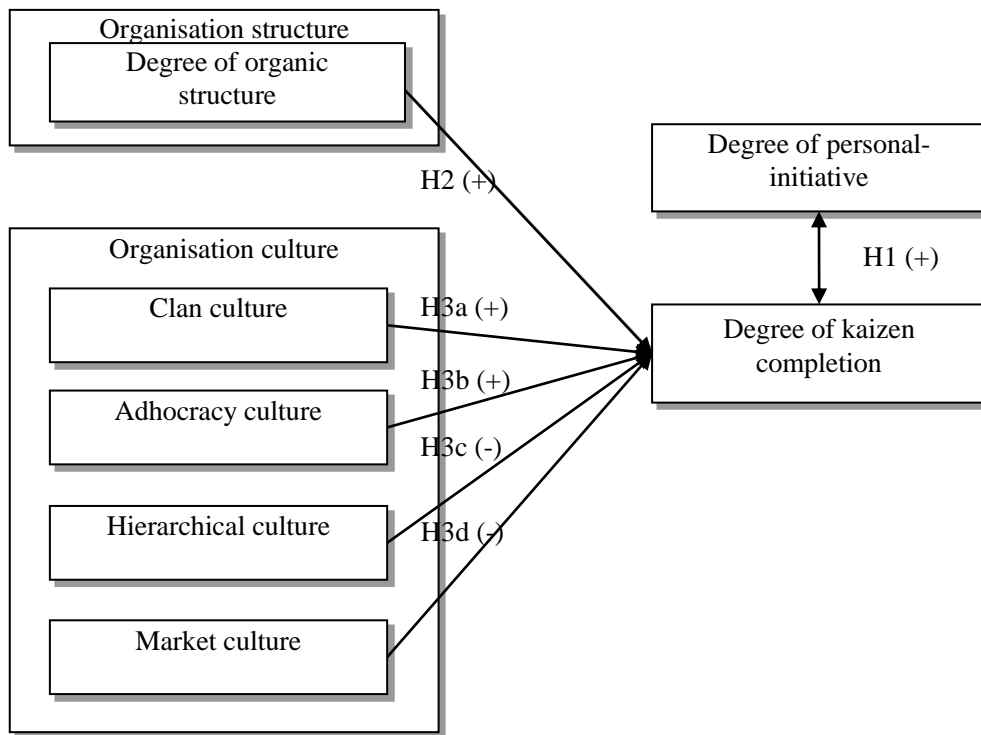 Organisation structure
Degree of organic
structure
H2 (+)
Organisation culture
Clan culture
H3a (+)
Adhocracy culture
H3b (+)
Hierarchical culture
H3c (-)
Market culture
H3d (-)
Degree of personal-
initiative
H1 (+)
Degree of kaizen
completion